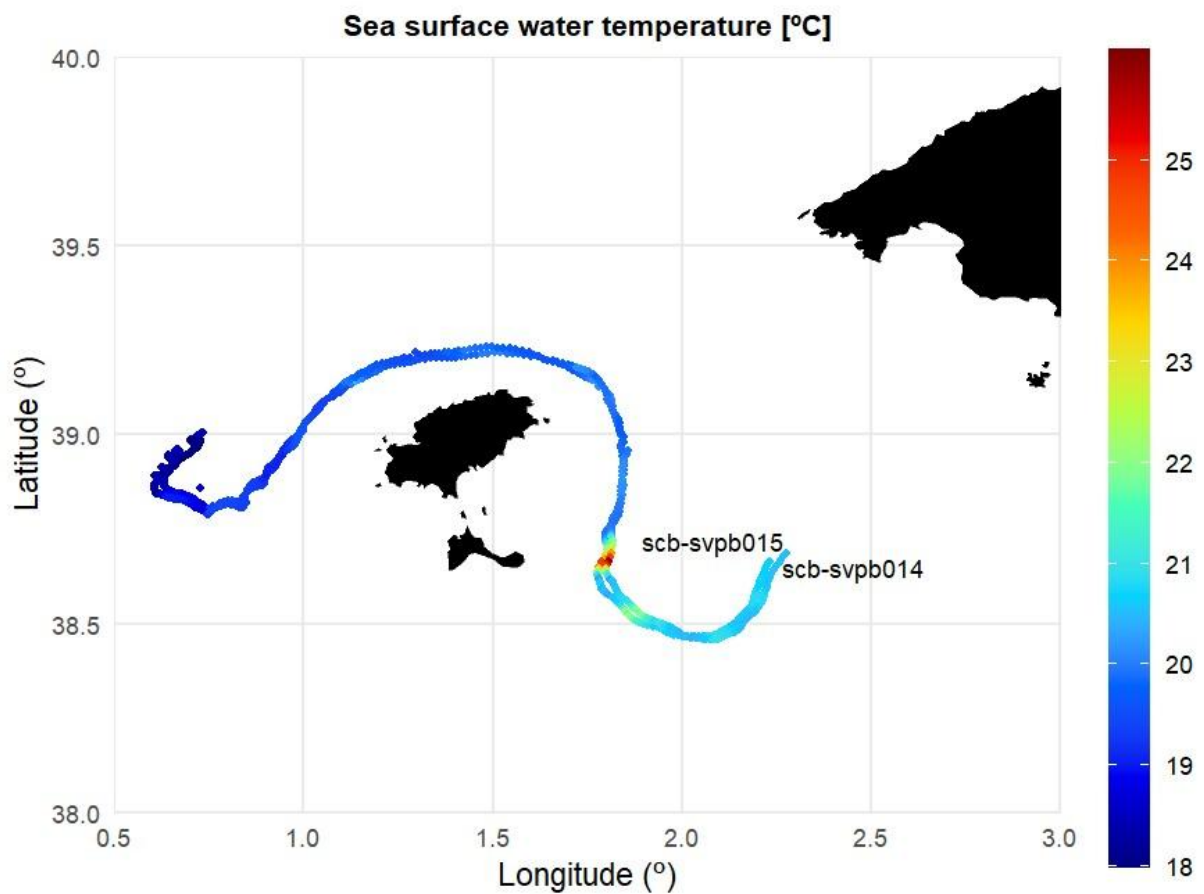 Sea surface water temperature [ºC]
40.0
39.5
39.0
38.5
38.0
Latitude (º)
0.5 1.0 1.5 2.0 2.5 3.0
Longitude (º)
scb-svpb015
scb-svpb014
25
24
23
22
21
20
19
18